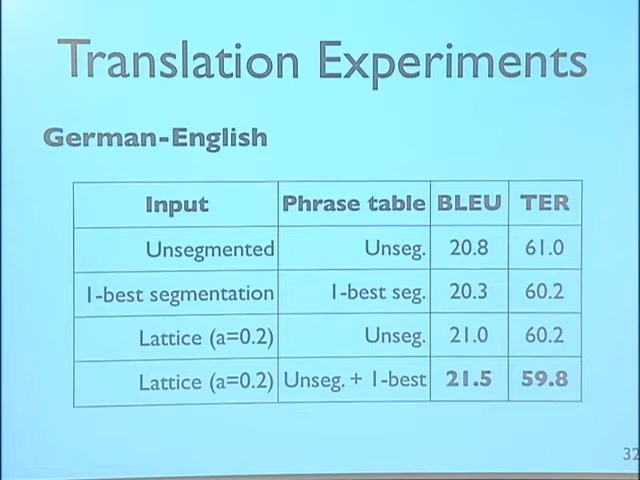 Translation Experiments
German-English
Input Phrase table BLEU TER
Unsegmented Unseg. 20.8 61.0
1-best segmentation 1-best seg. 20.3 60.2
Lattice (a=0.2) Unseg. 21.0 60.2
Lattice (a=0.2) Unseg. + 1-best 21.5 59.8
32